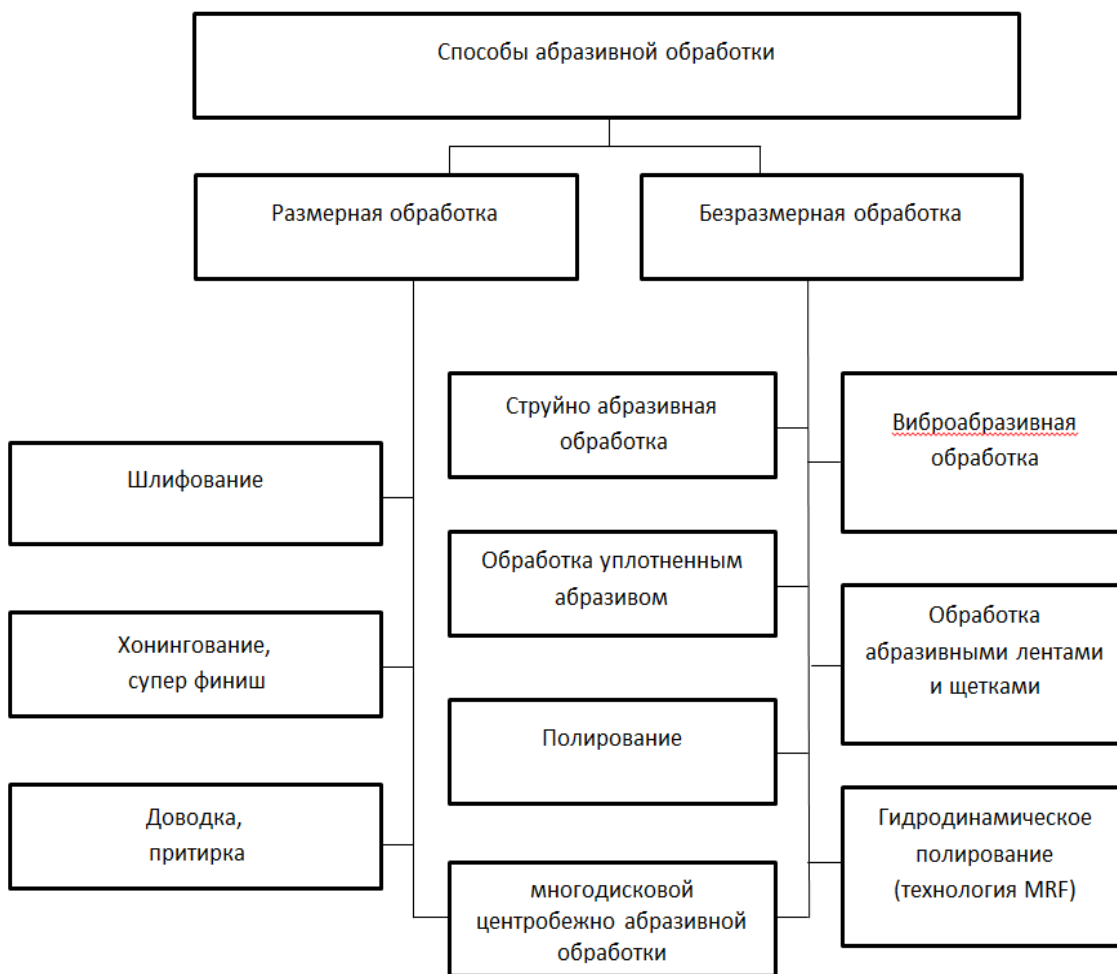 Способы абразивной обработки
Размерная обработка
Безразмерная обработка
Шлифование
Хонингование,
супер финиш
Доводка,
притирка
Струйно абразивная
обработка
Обработка уплотненным
абразивом
Полирование
многодисковой
центробежно абразивной
обработки
Виброабразивная
обработка
Обработка
абразивными лентами
и щетками
Гидродинамическое
полирование
(технология MRF)